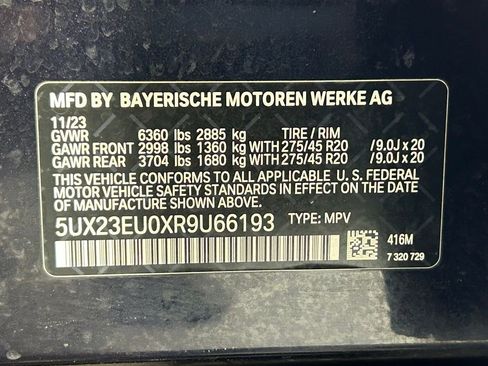 MFD BY BAYERISCHE MOTOREN WERKE AG
11/23
GVWR 6360 lbs 2885 kg TIRE / RIM
GAWR FRONT 2998 lbs 1360 kg WITH 275/45 R20 /9.0J x 20
GAWR REAR 3704 lbs 1680 kg WITH 275/45 R20 /9.0J x 20
THIS VEHICLE CONFORMS TO ALL APPLICABLE
U.S. FEDERAL MOTOR VEHICLE SAFETY STANDARDS IN
EFFECT ON THE DATE OF MANUFACTURE SHOWN ABOVE.
5UX23EU0XR9U66193 TYPE: MPV
416M
7 320 729